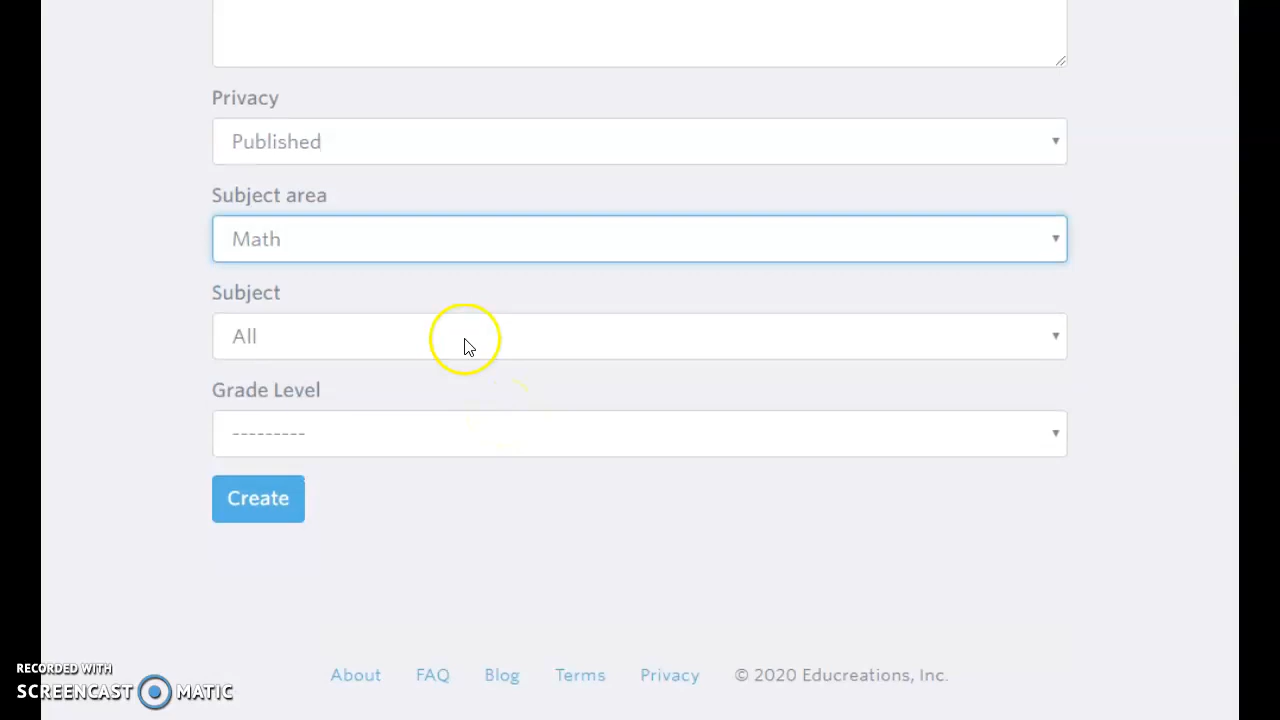 Privacy
Published
Subject area
Math
Subject
All
Grade Level
---------
Create
RECORDED WITH
SCREENCAST MATIC
About FAQ Blog Terms Privacy © 2020 Educreations, Inc.